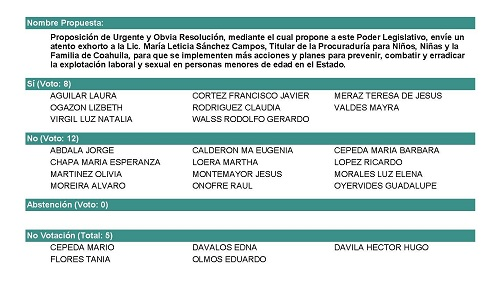 Nombre Propuesta:
Proposición de Urgente y Obvia Resolución, mediante el cual propone a este Poder Legislativo, envíe un
atento exhorto a la Lic. María Leticia Sánchez Campos, Titular de la Procuraduría para Niños, Niñas y la
Familia de Coahuila, para que se implementen más acciones y planes para prevenir, combatir y erradicar
la explotación laboral y sexual en personas menores de edad en el Estado.
Sí (Voto: 8)
AGUILAR LAURA CORTEZ FRANCISCO JAVIER MERAZ TERESA DE JESUS
OGAZON LIZBETH RODRIGUEZ CLAUDIA VALDES MAYRA
VIRGIL LUZ NATALIA WALSS RODOLFO GERARDO
No (Voto: 12)
ABDALA JORGE CALDERON MA EUGENIA CEPEDA MARIA BARBARA
CHAPA MARIA ESPERANZA LOERA MARTHA LOPEZ RICARDO
MARTINEZ OLIVIA MONTEMAYOR JESUS MORALES LUZ ELENA
MOREIRA ALVARO ONOFRE RAUL OYERVIDES GUADALUPE
Abstención (Voto: 0)
No Votación (Total: 5)
CEPEDA MARIO DAVALOS EDNA DAVILA HECTOR HUGO
FLORES TANIA OLMOS EDUARDO